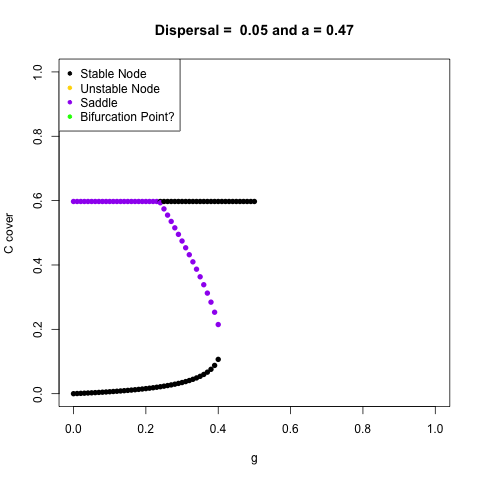 Dispersal =  0.05 and a = 0.47
Stable Node
Unstable Node
Saddle
Bifurcation Point?
C cover
1.0
0.8
0.6
0.4
0.2
0.0
0.0 0.2 0.4 0.6 0.8 1.0
g